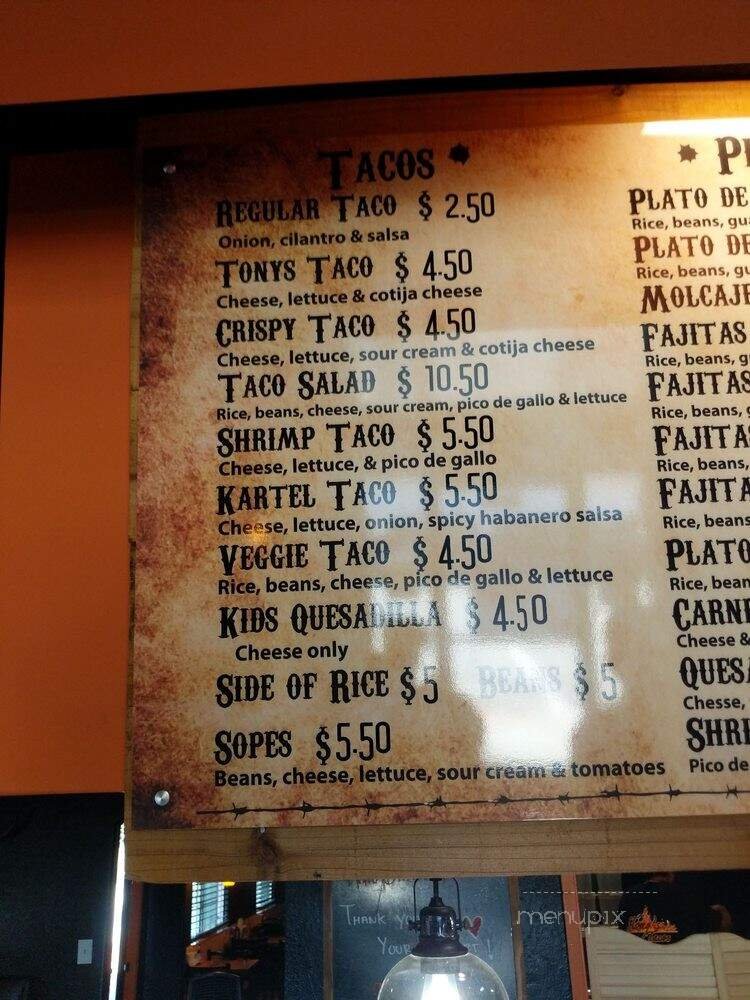 TACOS
REGULAR TACO $ 2.50
Onion, cilantro & salsa
TONYS TACO $ 4.50
Cheese, lettuce & cotija cheese
CRISPY TACO $ 4.50
Cheese, lettuce, sour cream & cotija cheese
TACO SALAD $ 10.50
Rice, beans, cheese, sour cream, pico de gallo & lettuce
SHRIMP TACO $ 5.50
Cheese, lettuce, & pico de gallo
KARTEL TACO $ 5.50
Cheese, lettuce, onion, spicy habanero salsa
VEGGIE TACO $ 4.50
Rice, beans, cheese, pico de gallo & lettuce
KIDS QUESADILLA $ 4.50
Cheese only
SIDE OF RICE $ 5 BEANS $ 5
SOPES $ 5.50
Beans, cheese, lettuce, sour cream & tomatoes
PLATO DE
Rice, beans,
PLATO DE
Rice, beans,
FAJITAS
Rice, beans,
FAJITAS
Rice, beans,
Rice, beans,
Rice, beans
PLATO
Rice, be
Cheese &
Chesse,
Pico de
THANK
menupix